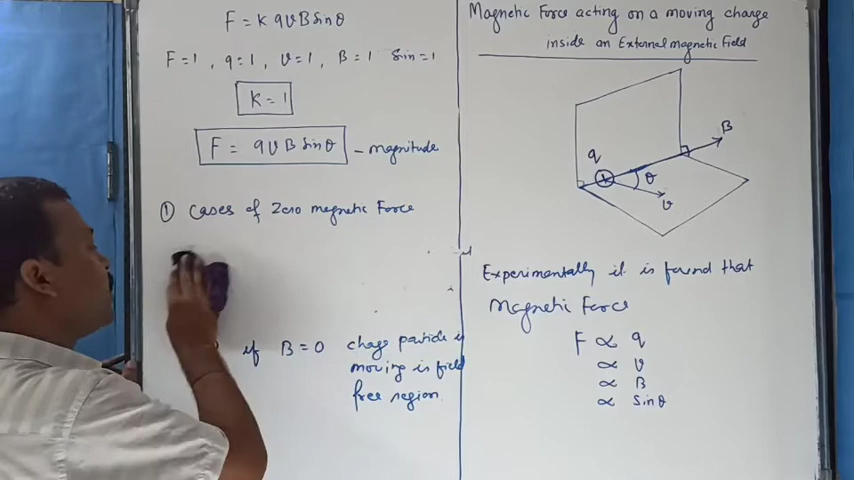 F = K qVB Sinθ
F=1 , q=1 , V=1 , B=1 Sin=1
K = 1
F = qVB Sinθ - magnitude
① Cases of Zero magnetic Force
if B=0 charge particle is
moving is field
free region
Magnetic Force acting on a moving charge
inside an External magnetic Field
B
q
θ
V
Experimentally it is found that
Magnetic Force
F ∝ q
∝ V
∝ B
∝ Sinθ